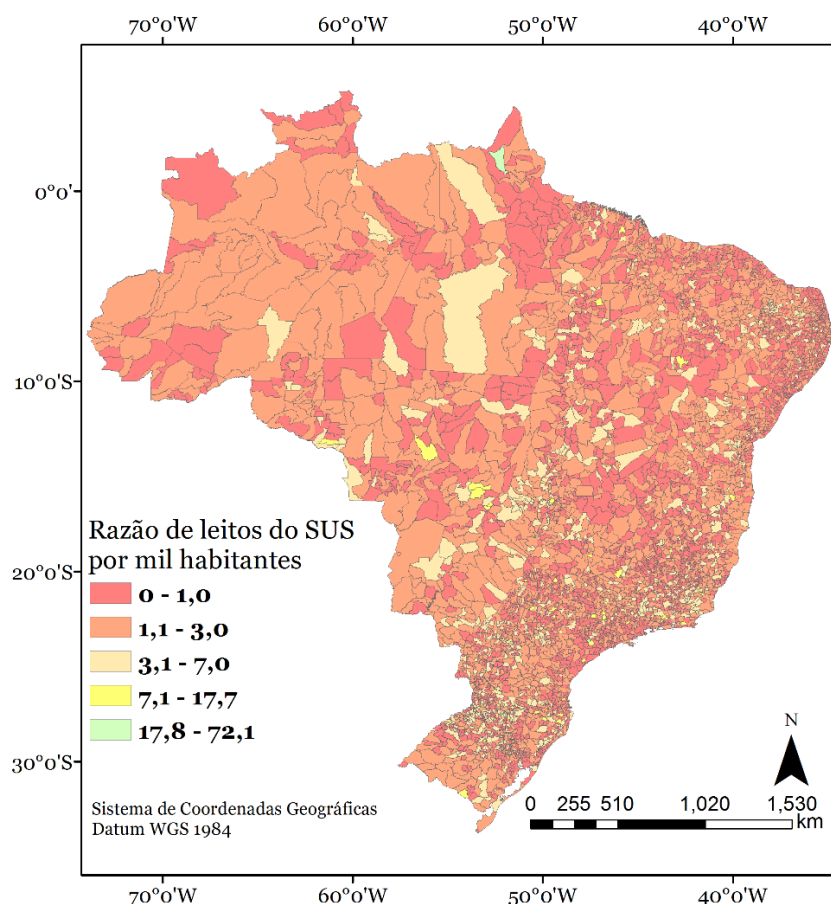 70°0'W 60°0'W 50°0'W 40°0'W
0°0'
10°0'S
20°0'S
30°0'S
Razão de leitos do SUS
por mil habitantes
0 - 1,0
1,1 - 3,0
3,1 - 7,0
7,1 - 17,7
17,8 - 72,1
Sistema de Coordenadas Geográficas
Datum WGS 1984
N
0 255 510 1,020 1,530
km
70°0'W 60°0'W 50°0'W 40°0'W